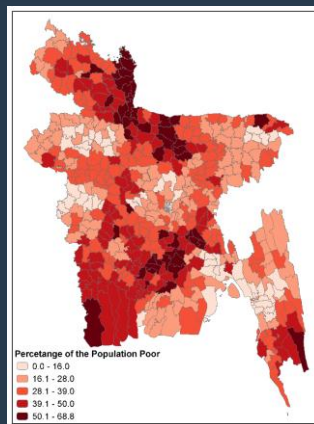 Percetange of the Population Poor
0.0 - 16.0
16.1 - 28.0
28.1 - 39.0
39.1 - 50.0
50.1 - 68.8